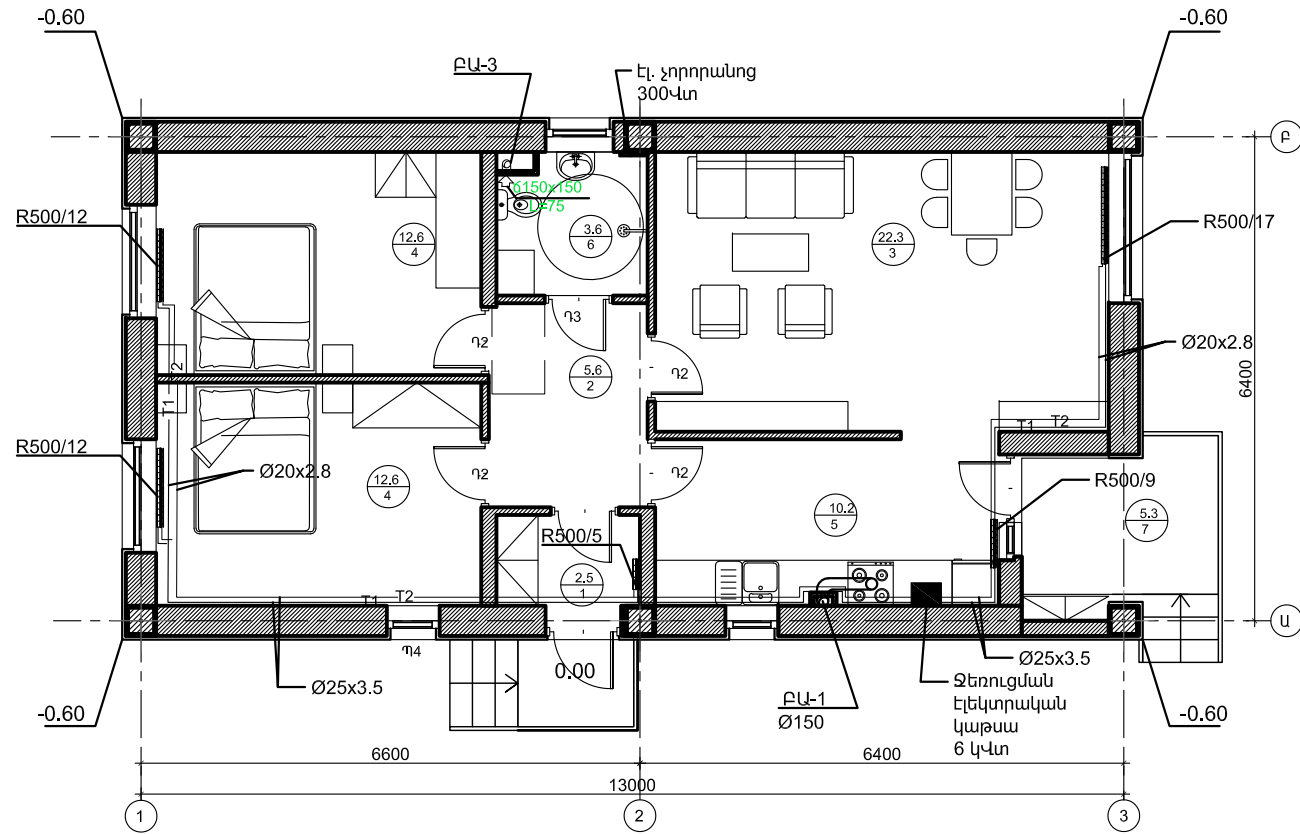 -0.60
-0.60
ԲԱ-3
Էլ. չորորանոց
300Վտ
Բ
б150x150
L=75
R500/12
12.6
4
3.6
6
22.3
3
R500/17
Դ3
Դ2
5.6
2
Դ2
Ø20x2.8
T2
T1
6400
T1 T2
R500/12
Ø20x2.8
Դ2
Դ2
12.6
4
R500/9
10.2
5
5.3
7
R500/5
2.5
1
T1 T2
Ա
Պ4
0.00
Ø25x3.5
Ø25x3.5
Ջեռուցման
էլեկտրական
կաթսա
6 կՎտ
ԲԱ-1
Ø150
-0.60
-0.60
6600
6400
13000
1
2
3